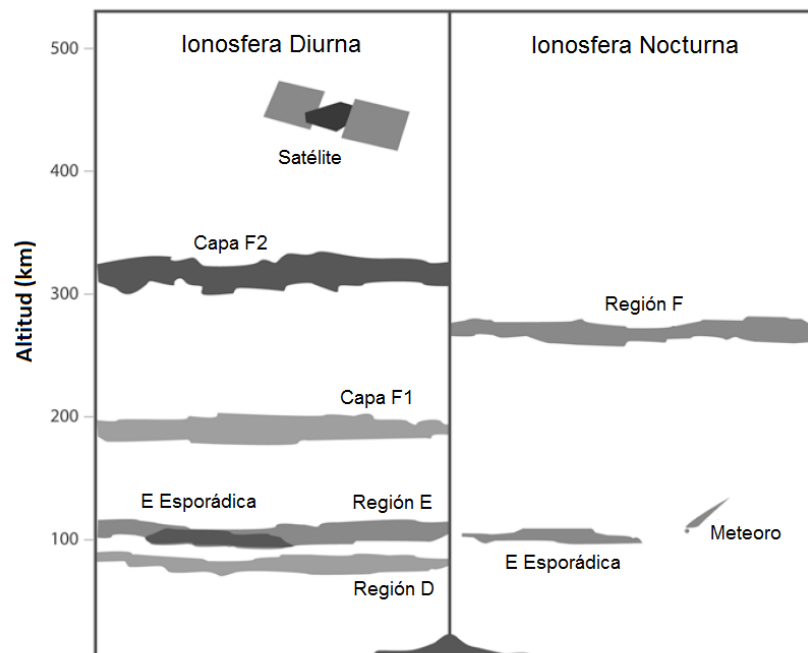 Ionosfera Diurna
Ionosfera Nocturna
500
Satélite
400
Capa F2
Altitud (km)
300
Región F
Capa F1
200
E Esporádica
Región E
100
Meteoro
E Esporádica
Región D